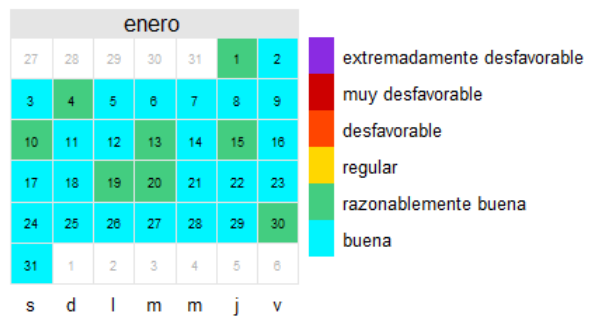 enero
27 28 29 30 31 1 2
3 4 5 6 7 8 9
10 11 12 13 14 15 16
17 18 19 20 21 22 23
24 25 26 27 28 29 30
31 1 2 3 4 5 6
s d l m m j v
extremadamente desfavorable
muy desfavorable
desfavorable
regular
razonablemente buena
buena